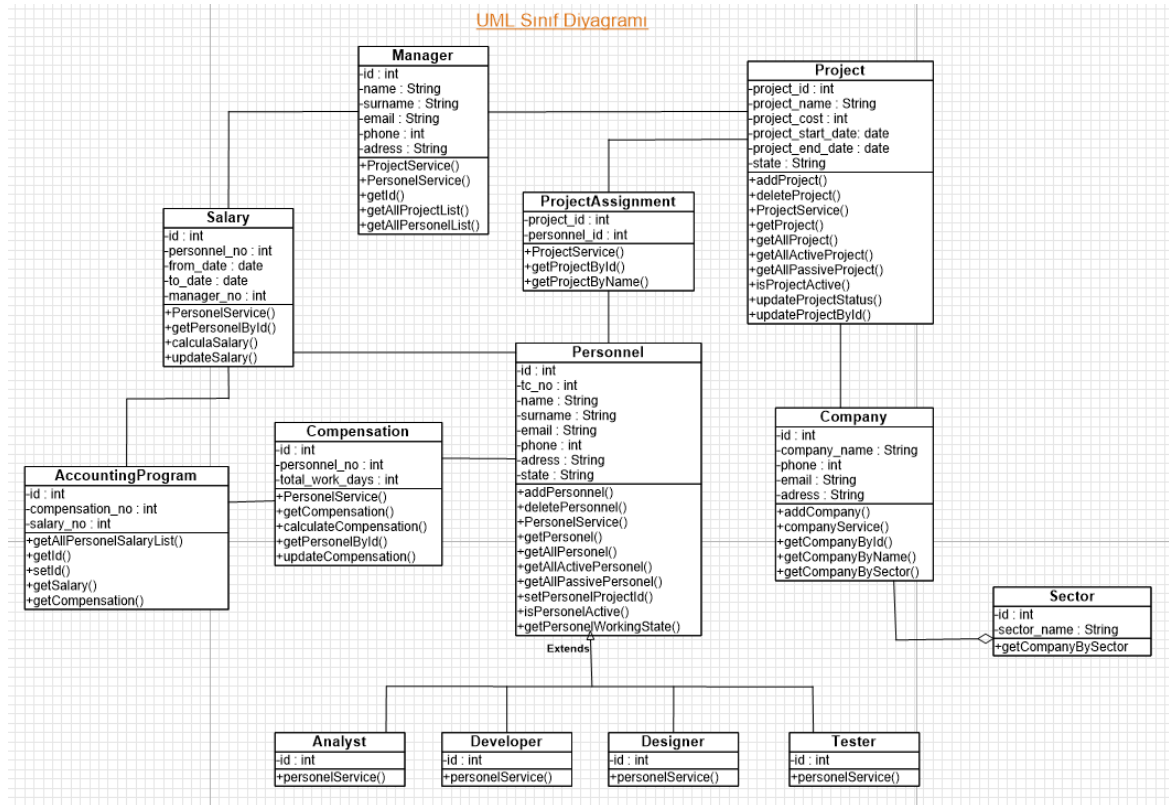 UML Sınıf Diyagramı
Manager
-id : int
-name : String
-surname : String
-email : String
-phone : int
-adress : String
+ProjectService()
+PersonelService()
+getId()
+getAllProjectList()
+getAllPersonelList()
Project
-project_id : int
-project_name : String
-project_cost : int
-project_start_date: date
-project_end_date : date
-state : String
+addProject()
+deleteProject()
+ProjectService()
+getProject()
+getAllProject()
+getAllActiveProject()
+getAllPassiveProject()
+isProjectActive()
+updateProjectStatus()
+updateProjectById()
ProjectAssignment
-project_id : int
-personnel_id : int
+ProjectService()
+getProjectById()
+getProjectByName()
Salary
-id : int
-personnel_no : int
-from_date : date
-to_date : date
-manager_no : int
+PersonelService()
+getPersonelById()
+calculaSalary()
+updateSalary()
Personnel
-id : int
-tc_no : int
-name : String
-surname : String
-email : String
-phone : int
-adress : String
-state : String
+addPersonnel()
+deletePersonnel()
+PersonelService()
+getPersonel()
+getAllPersonel()
+getAllActivePersonel()
+getAllPassivePersonel()
+setPersonelProjectId()
+isPersonelActive()
+getPersonelWorkingState()
Compensation
-id : int
-personnel_no : int
-total_work_days : int
+PersonelService()
+getCompensation()
+calculateCompensation()
+getPersonelById()
+updateCompensation()
AccountingProgram
-id : int
-compensation_no : int
-salary_no : int
+getAllPersonelSalaryList()
+getId()
+setId()
+getSalary()
+getCompensation()
Company
-id : int
-company_name : String
-phone : int
-email : String
-adress : String
+addCompany()
+companyService()
+getCompanyById()
+getCompanyByName()
+getCompanyBySector()
Sector
-id : int
-sector_name : String
+getCompanyBySector
Extends
Analyst
-id : int
+personelService()
Developer
-id : int
+personelService()
Designer
-id : int
+personelService()
Tester
-id : int
+personelService()